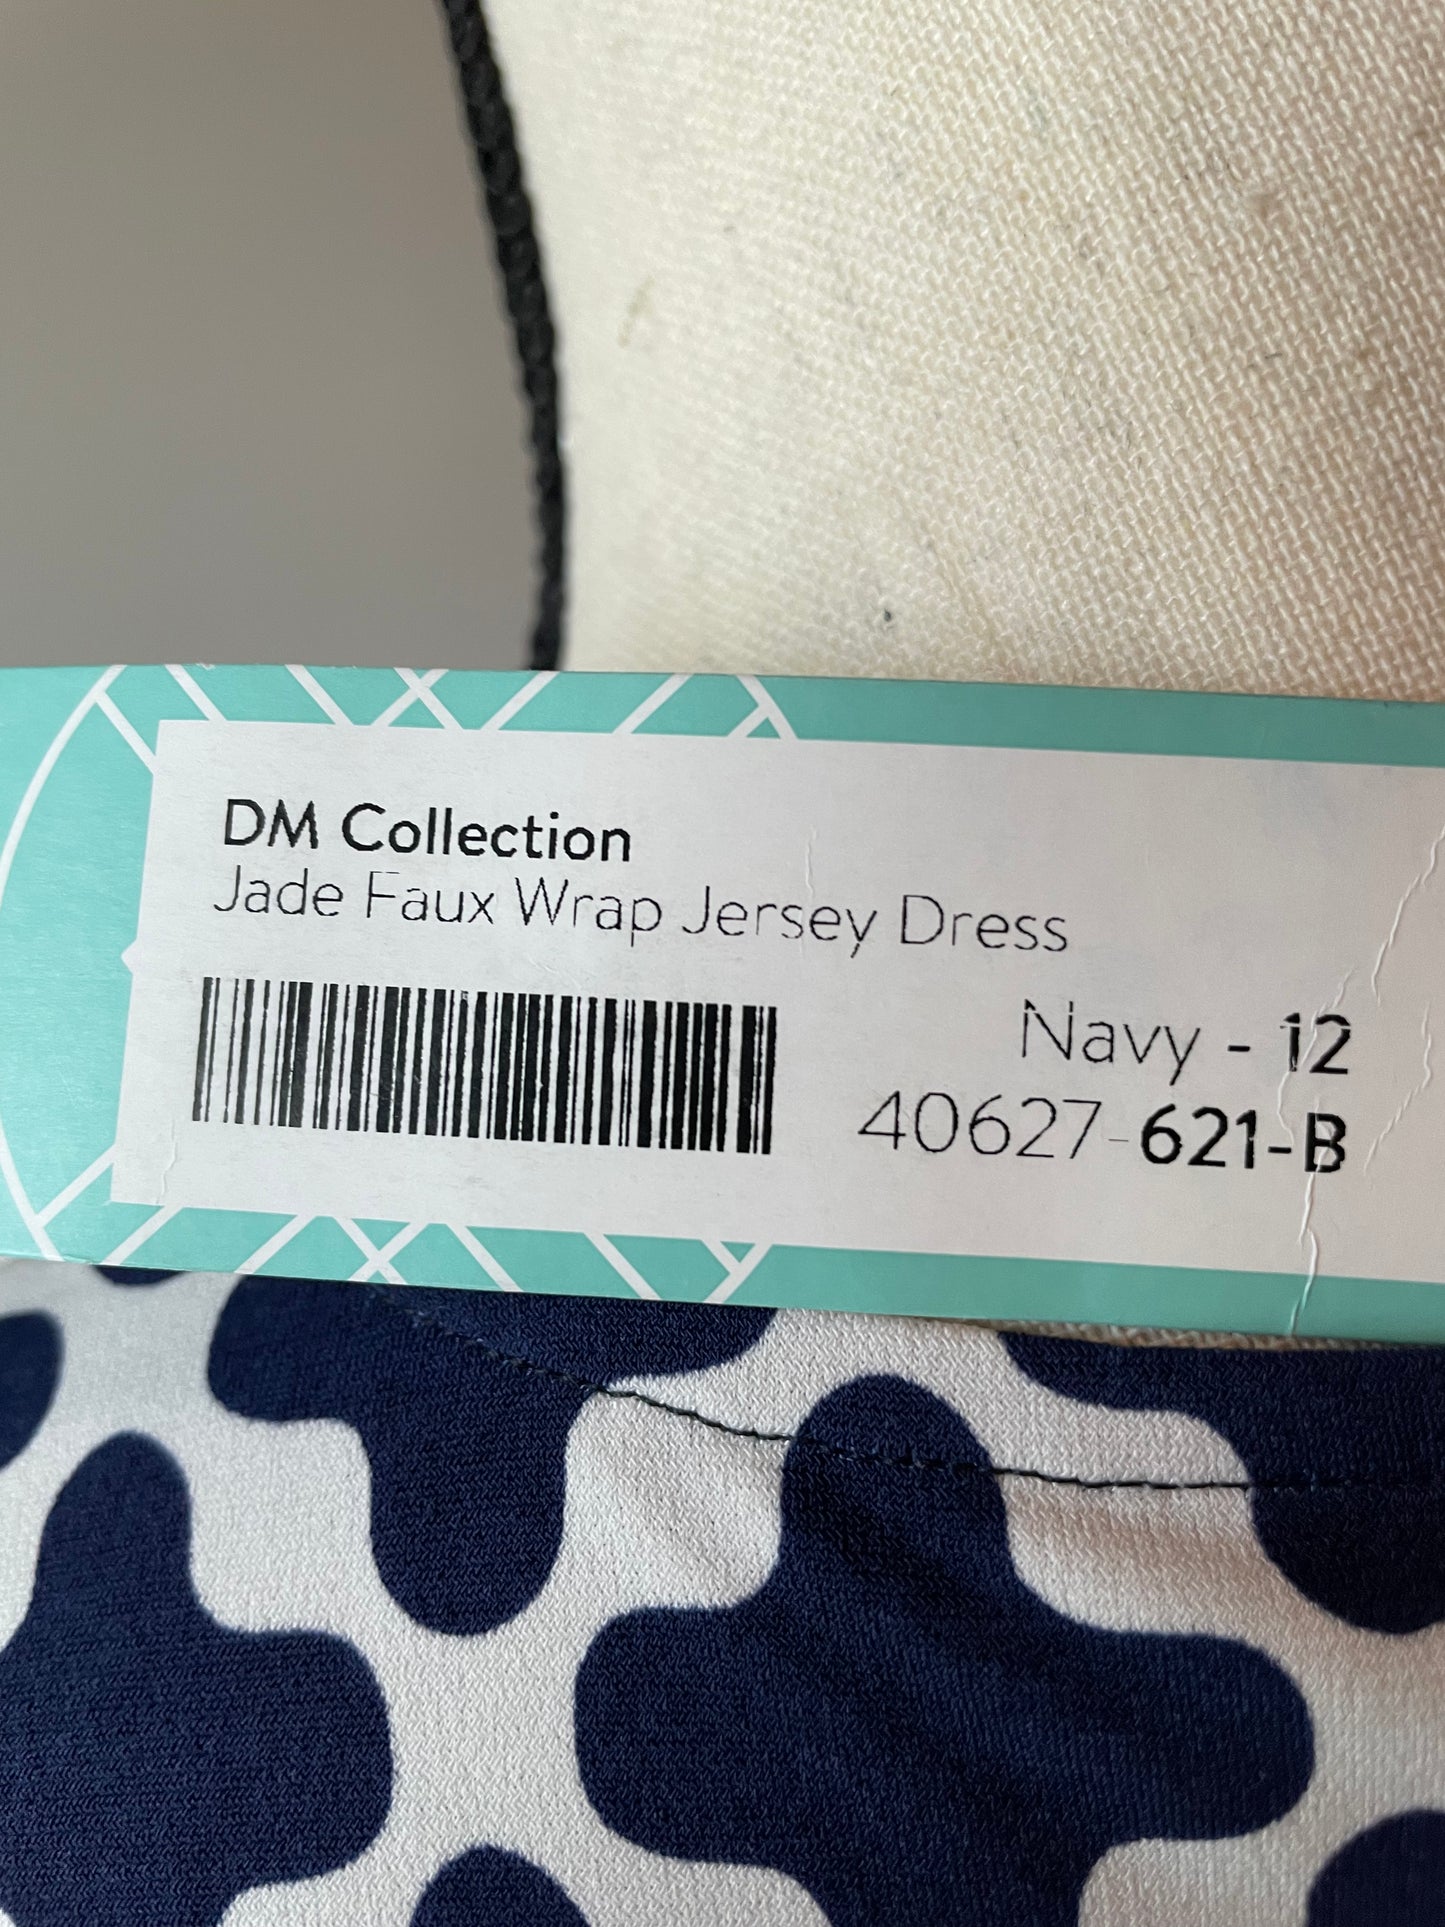 DM Collection
Jade Faux Wrap Jersey Dress
Navy - 12
40627-621-B